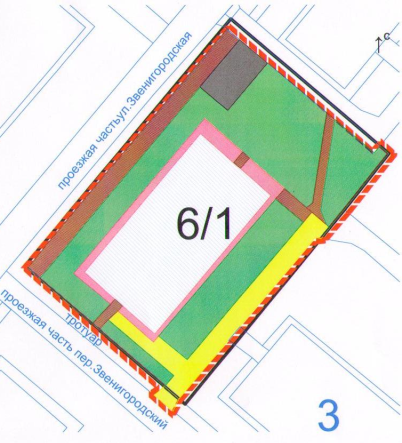 с
проезжая частьул.Звенигородская
6/1
тротуар
проезжая часть пер.Звенигородский
3